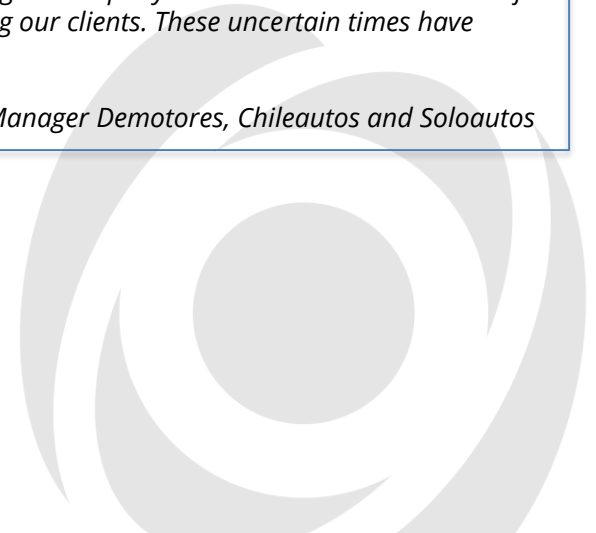 g our clients. These uncertain times have
Manager Demotores, Chileautos and Soloautos